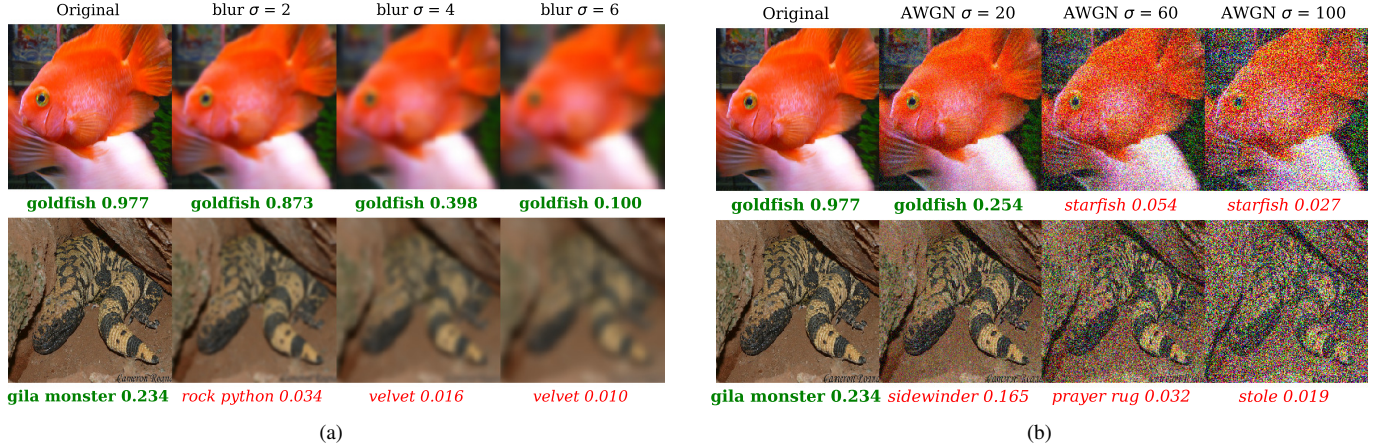 Original blur σ = 2 blur σ = 4 blur σ = 6
goldfish 0.977 goldfish 0.873 goldfish 0.398 goldfish 0.100
Cameron Roan
gila monster 0.234 rock python 0.034 velvet 0.016 velvet 0.010
(a)
Original AWGN σ = 20 AWGN σ = 60 AWGN σ = 100
goldfish 0.977 goldfish 0.254 starfish 0.054 starfish 0.027
gila monster 0.234 sidewinder 0.165 prayer rug 0.032 stole 0.019
(b)